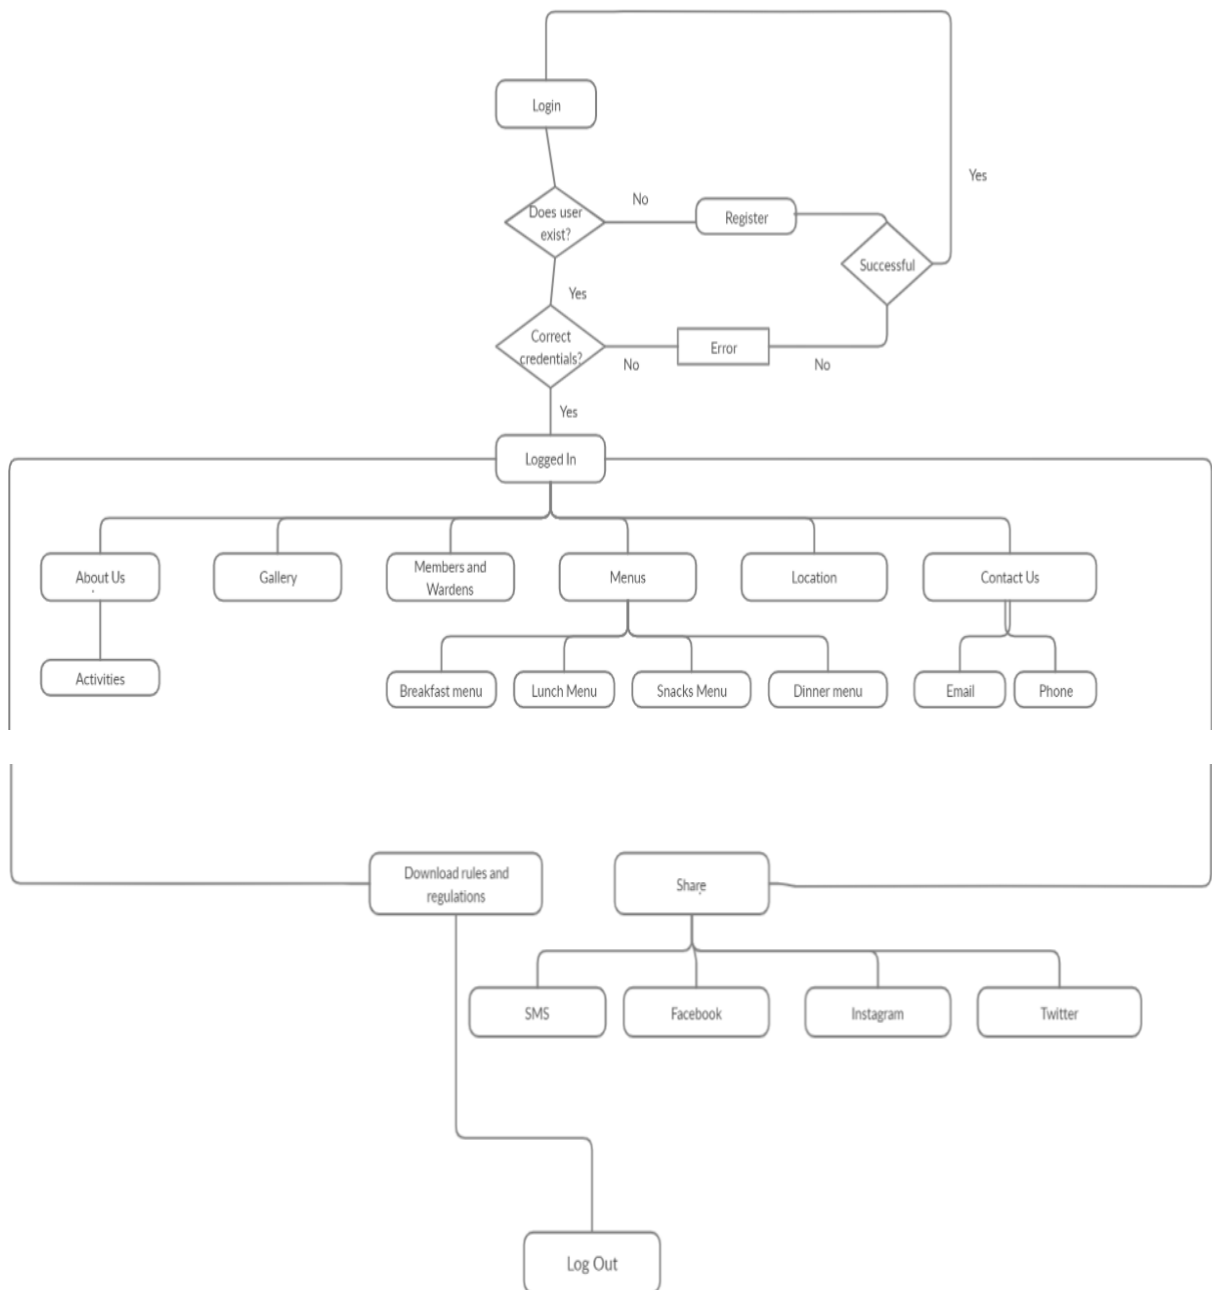 Login
Yes
No
Does user
exist?
Register
Successful
Yes
Correct
credentials?
No
Error
No
Yes
Logged In
About Us
Gallery
Members and
Wardens
Menus
Location
Contact Us
Activities
Breakfast menu
Lunch Menu
Snacks Menu
Dinner menu
Email
Phone
Download rules and
regulations
Share
SMS
Facebook
Instagram
Twitter
Log Out